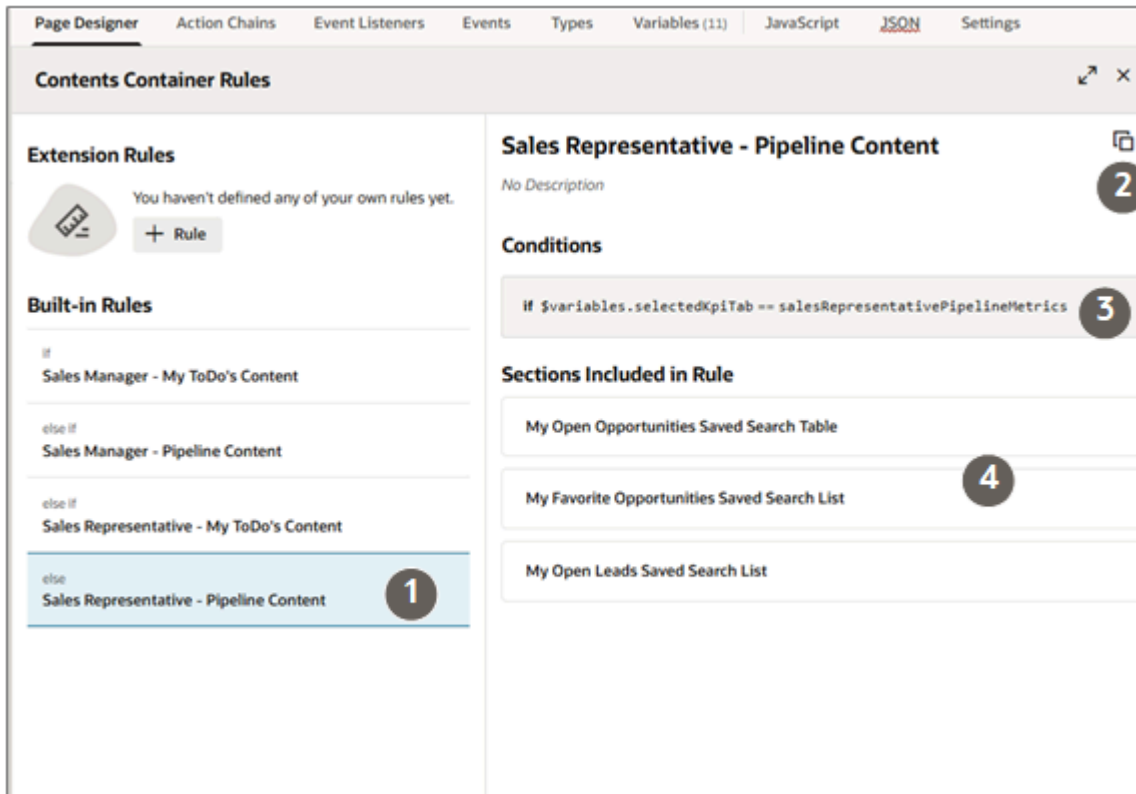 Page Designer Action Chains Event Listeners Events Types Variables (11) JavaScript JSON Settings
Contents Container Rules
Extension Rules
You haven't defined any of your own rules yet.
+ Rule
Built-in Rules
if
Sales Manager - My ToDo's Content
else if
Sales Manager - Pipeline Content
else if
Sales Representative - My ToDo's Content
else
Sales Representative - Pipeline Content
1
Sales Representative - Pipeline Content
2
No Description
Conditions
if $variables.selectedKpiTab == salesRepresentativePipelineMetrics
3
Sections Included in Rule
My Open Opportunities Saved Search Table
My Favorite Opportunities Saved Search List
4
My Open Leads Saved Search List